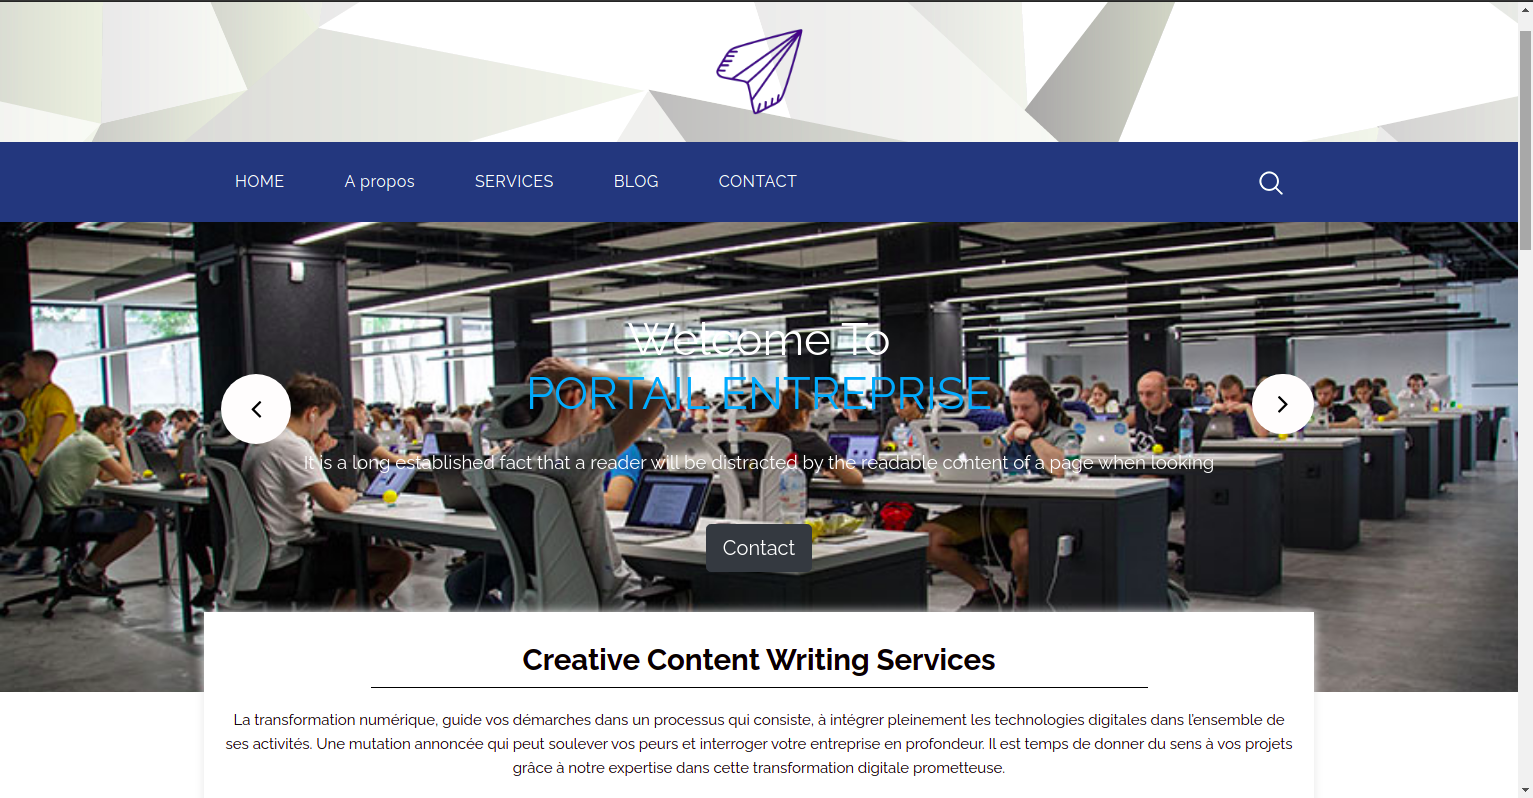 HOME A propos SERVICES BLOG CONTACT
Welcome To
PORTAIL ENTREPRISE
It is a long established fact that a reader will be distracted by the readable content of a page when looking
Contact
Creative Content Writing Services
La transformation numérique, guide vos démarches dans un processus qui consiste, à intégrer pleinement les technologies digitales dans l'ensemble de
ses activités. Une mutation annoncée qui peut soulever vos peurs et interroger votre entreprise en profondeur. Il est temps de donner du sens à vos projets
grâce à notre expertise dans cette transformation digitale prometteuse.